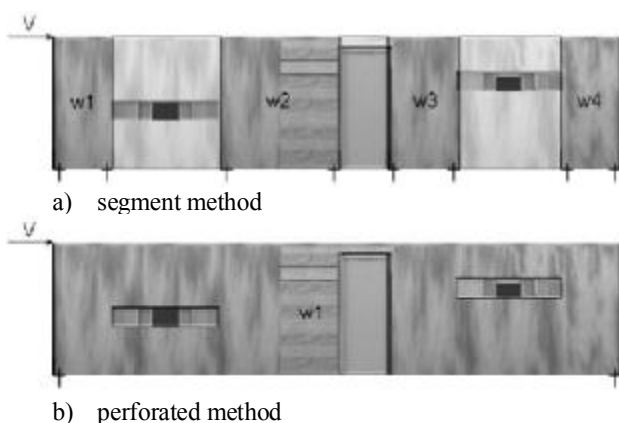 V
w1 w2 w3 w4
a) segment method
V
w1
b) perforated method